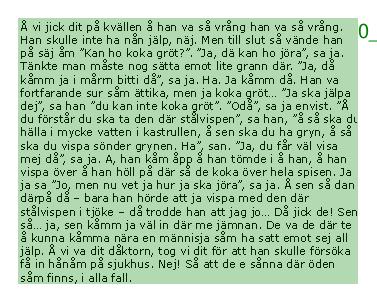 Å vi jick dit på kvällen å han va så vrång han va så vrång.
Han skulle inte ha nån jälp, näj. Men till slut så vände han
på säj åm ”Kan ho koka gröt?”. ”Ja, dä kan ho jöra”, sa ja.
Tänkte man måste nog sätta emot lite grann där. ”Ja, då
kåmm ja i mårrn bitti då”, sa ja. Ha. Ja kåmm då. Han va
fortfarande sur såm ättika, men ja koka gröt... ”Ja ska jälpa
dej”, sa han ”du kan inte koka gröt”. ”Odå”, sa ja envist. ”Å
du förstår du ska ta den där stålvispen”, sa han, ”å så ska du
hälla i mycke vatten i kastrullen, å sen ska du ha gryn, å så
ska du vispa sönder grynen. Ha”, san. ”Ja, du får väl visa
mej då”, sa ja. A, han kåm åpp å han tömde i å han, å han
vispa över å han höll på där så de koka över hela spisen. Ja
ja sa ”Jo, men nu vet ja hur ja ska jöra”, sa ja. Å sen så dan
därpå då – bara han hörde att ja vispa med den där
stålvispen i tjöke – då trodde han att jag jo... Då jick de! Sen
så... ja, sen kåmm ja väl in där me jämnan. De va de där te
å kunna kåmma nära en männisja såm ha satt emot sej all
jälp. Å vi va dit dåktorn, tog vi dit för att han skulle försöka
få in hånåm på sjukhus. Nej! Så att de e sånna där öden
såm finns, i alla fall.